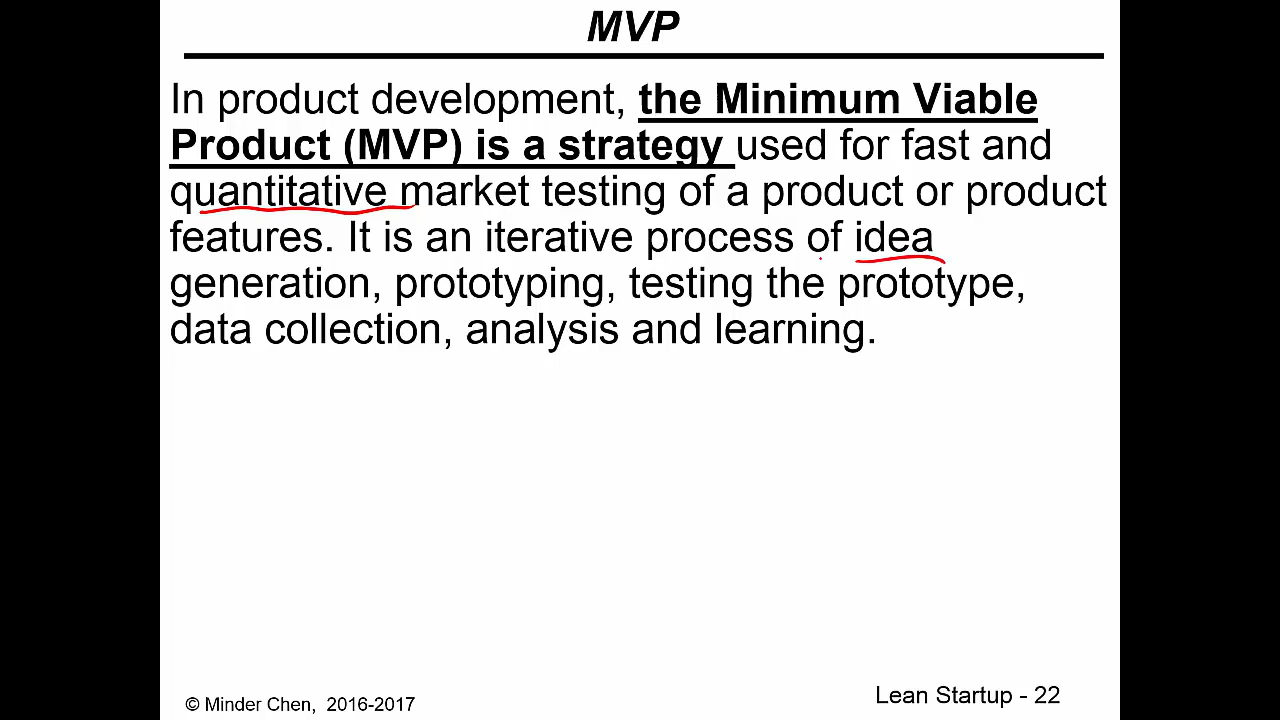 MVP
In product development, the Minimum Viable
Product (MVP) is a strategy used for fast and
quantitative market testing of a product or product
features. It is an iterative process of idea
generation, prototyping, testing the prototype,
data collection, analysis and learning.
© Minder Chen, 2016-2017
Lean Startup - 22